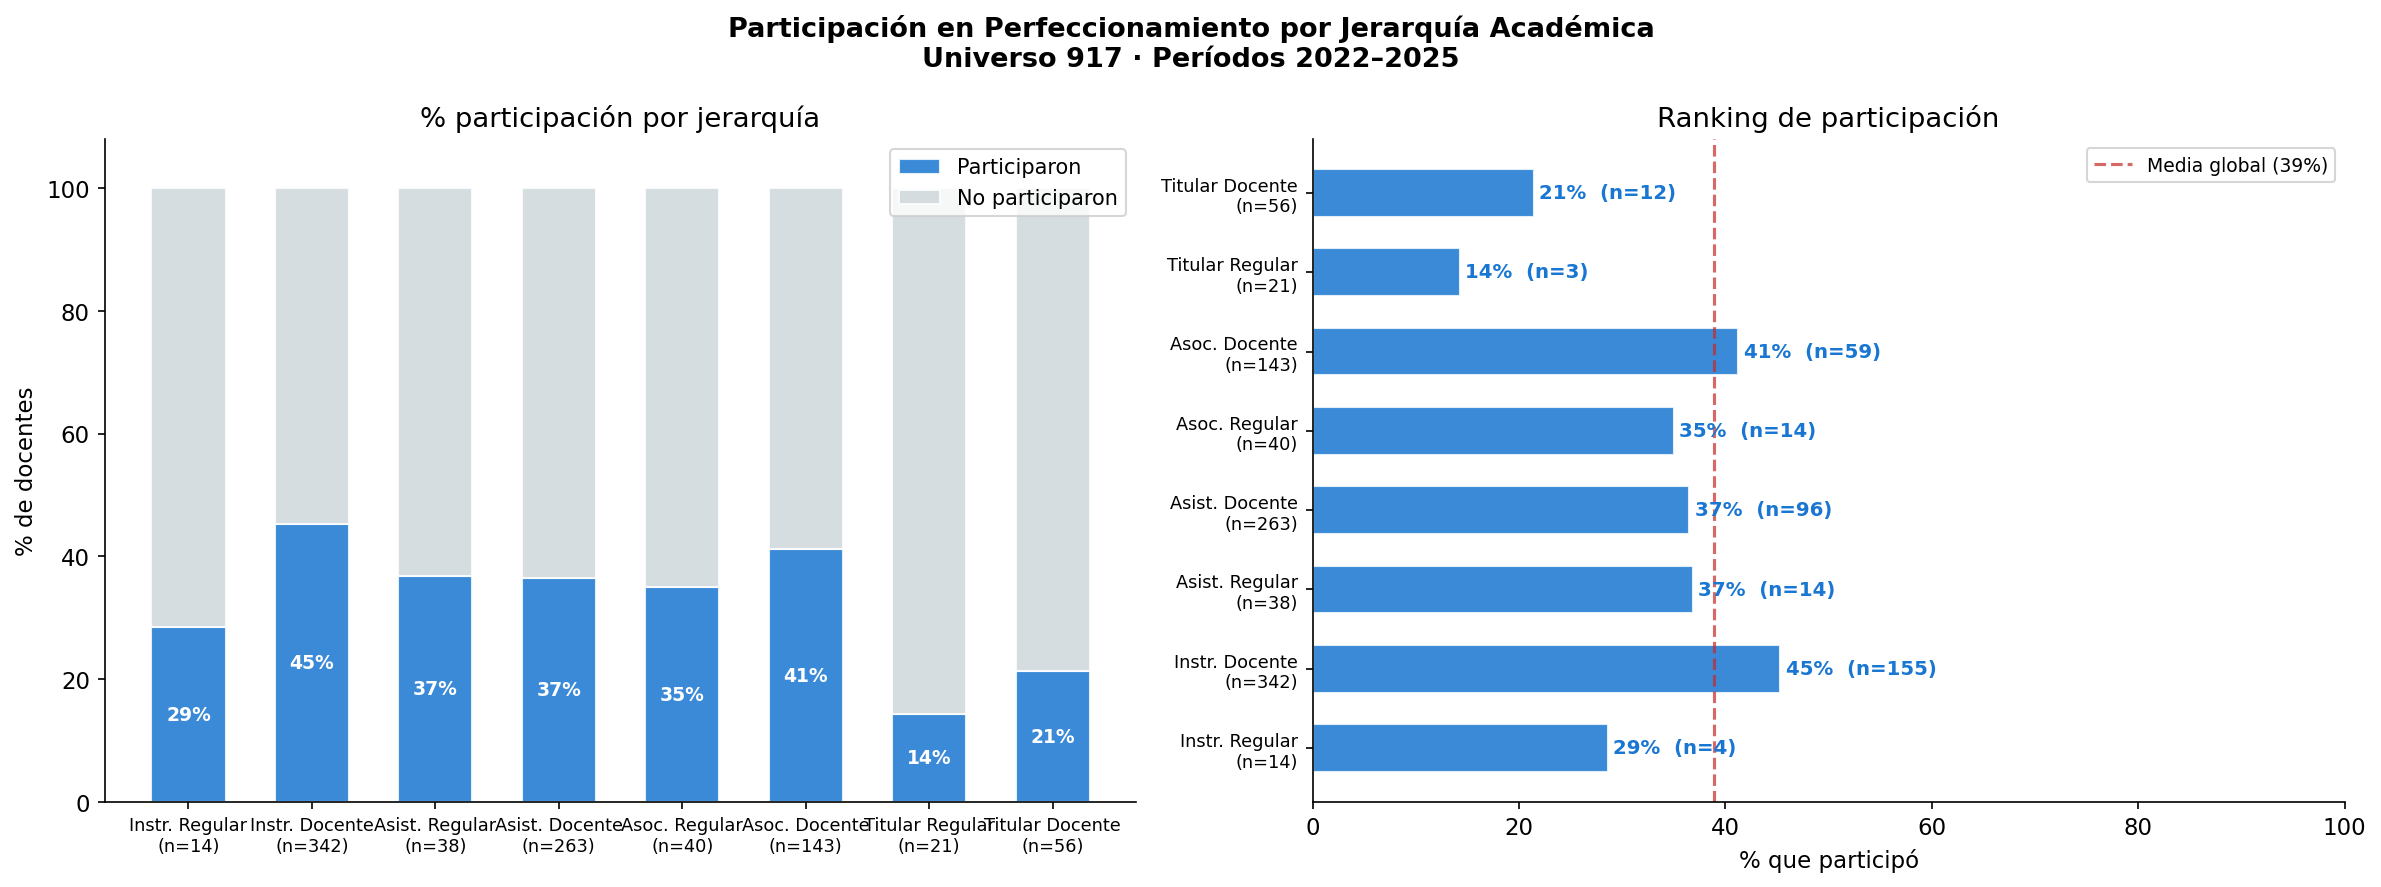 Participación en Perfeccionamiento por Jerarquía Académica
Universo 917 · Períodos 2022–2025
% participación por jerarquía
Participaron
No participaron
% de docentes
100
80
60
40
20
0
29%
45%
37%
37%
35%
41%
14%
21%
Instr. Regular
(n=14)
Instr. Docente
(n=342)
Asist. Regular
(n=38)
Asist. Docente
(n=263)
Asoc. Regular
(n=40)
Asoc. Docente
(n=143)
Titular Regular
(n=21)
Titular Docente
(n=56)
Ranking de participación
Media global (39%)
Titular Docente
(n=56)
21%  (n=12)
Titular Regular
(n=21)
14%  (n=3)
Asoc. Docente
(n=143)
41%  (n=59)
Asoc. Regular
(n=40)
35%  (n=14)
Asist. Docente
(n=263)
37%  (n=96)
Asist. Regular
(n=38)
37%  (n=14)
Instr. Docente
(n=342)
45%  (n=155)
Instr. Regular
(n=14)
29%  (n=4)
0
20
40
60
80
100
% que participó